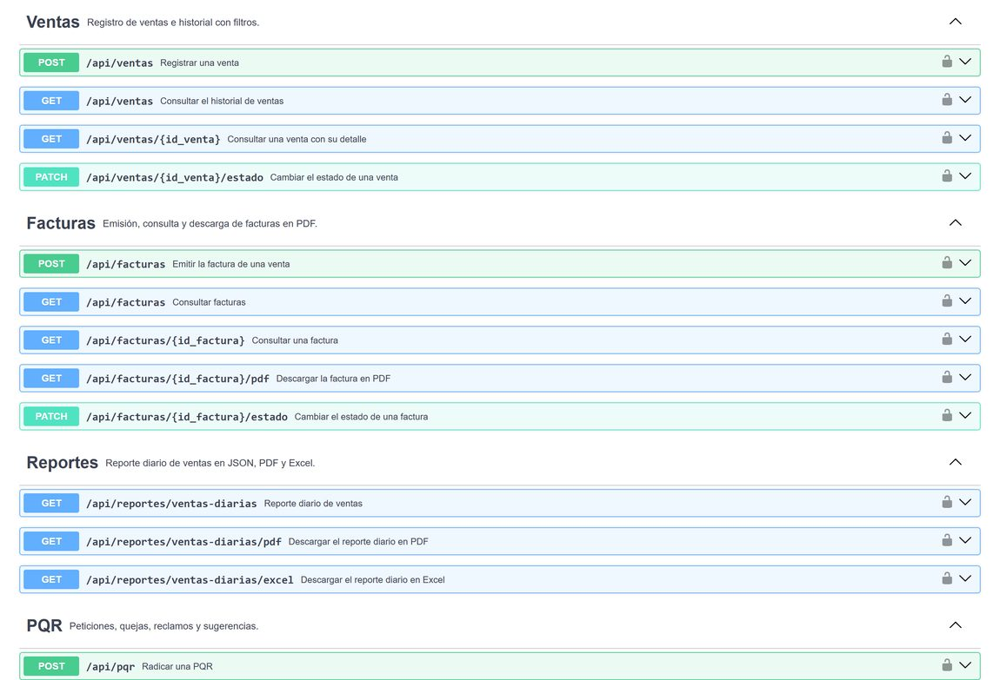 Ventas Registro de ventas e historial con filtros.
POST /api/ventas Registrar una venta
GET /api/ventas Consultar el historial de ventas
GET /api/ventas/{id_venta} Consultar una venta con su detalle
PATCH /api/ventas/{id_venta}/estado Cambiar el estado de una venta
Facturas Emisión, consulta y descarga de facturas en PDF.
POST /api/facturas Emitir la factura de una venta
GET /api/facturas Consultar facturas
GET /api/facturas/{id_factura} Consultar una factura
GET /api/facturas/{id_factura}/pdf Descargar la factura en PDF
PATCH /api/facturas/{id_factura}/estado Cambiar el estado de una factura
Reportes Reporte diario de ventas en JSON, PDF y Excel.
GET /api/reportes/ventas-diarias Reporte diario de ventas
GET /api/reportes/ventas-diarias/pdf Descargar el reporte diario en PDF
GET /api/reportes/ventas-diarias/excel Descargar el reporte diario en Excel
PQR Peticiones, quejas, reclamos y sugerencias.
POST /api/pqr Radicar una PQR